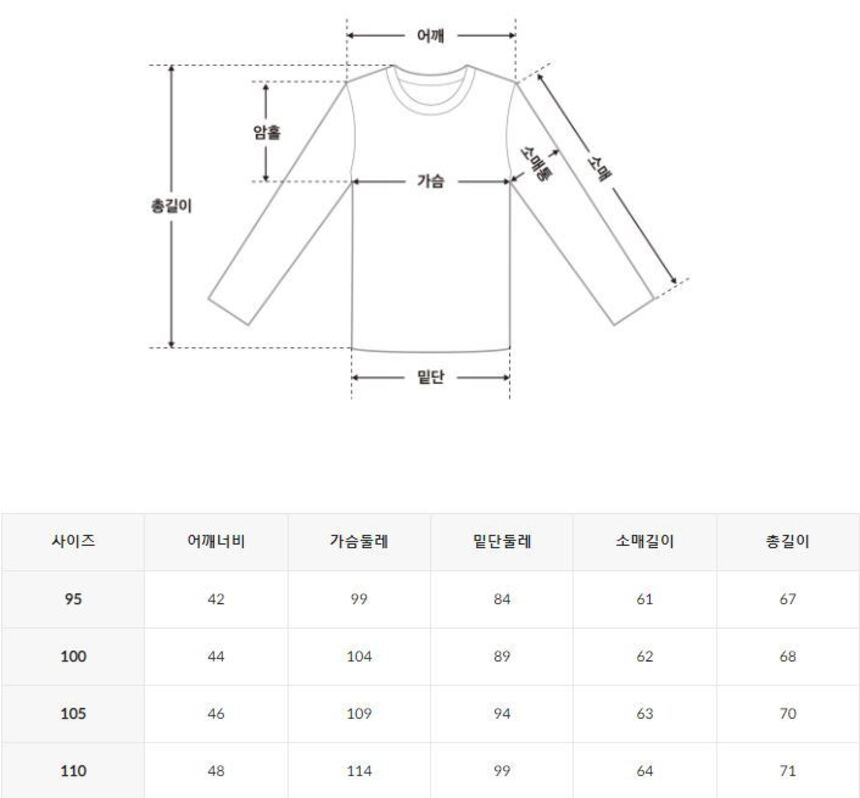 어깨
암홀
소매통
소매
가슴
총길이
밑단
사이즈 어깨너비 가슴둘레 밑단둘레 소매길이 총길이
95 42 99 84 61 67
100 44 104 89 62 68
105 46 109 94 63 70
110 48 114 99 64 71